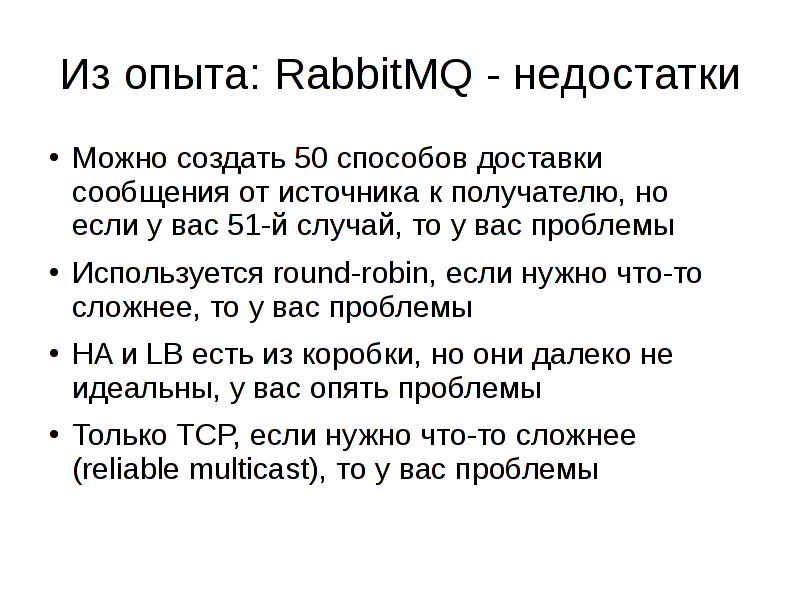 Из опыта: RabbitMQ - недостатки
• Можно создать 50 способов доставки
сообщения от источника к получателю, но
если у вас 51-й случай, то у вас проблемы
• Используется round-robin, если нужно что-то
сложнее, то у вас проблемы
• HA и LB есть из коробки, но они далеко не
идеальны, у вас опять проблемы
• Только TCP, если нужно что-то сложнее
(reliable multicast), то у вас проблемы